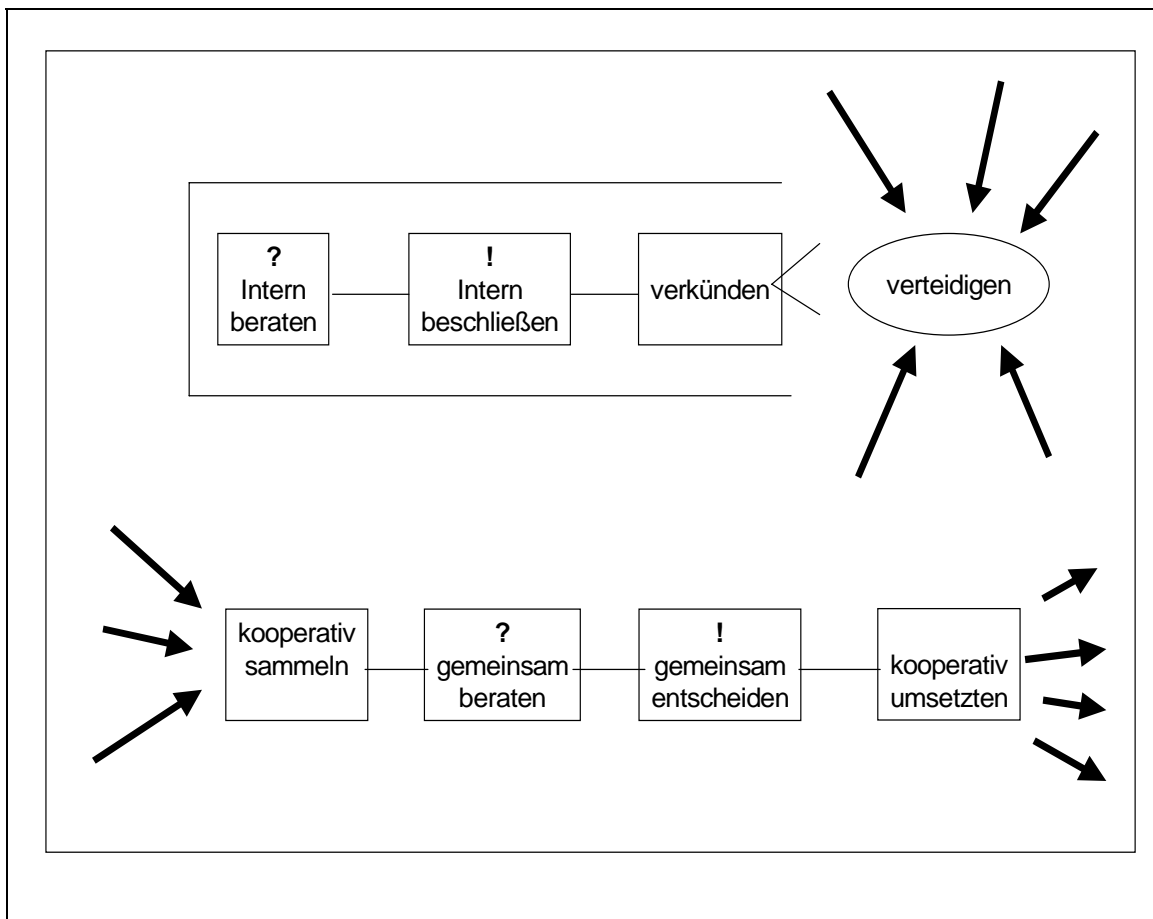 ?
Intern
beraten
!
Intern
beschließen
verkünden
verteidigen
kooperativ
sammeln
?
gemeinsam
beraten
!
gemeinsam
entscheiden
kooperativ
umsetzten